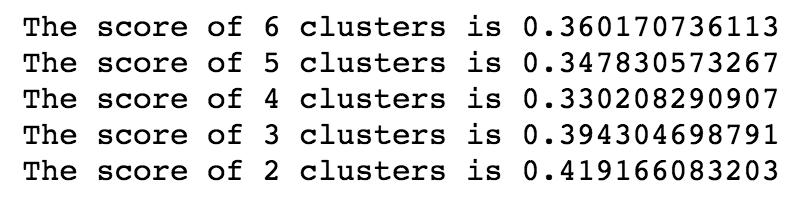 The score of 6 clusters is 0.360170736113
The score of 5 clusters is 0.347830573267
The score of 4 clusters is 0.330208290907
The score of 3 clusters is 0.394304698791
The score of 2 clusters is 0.419166083203